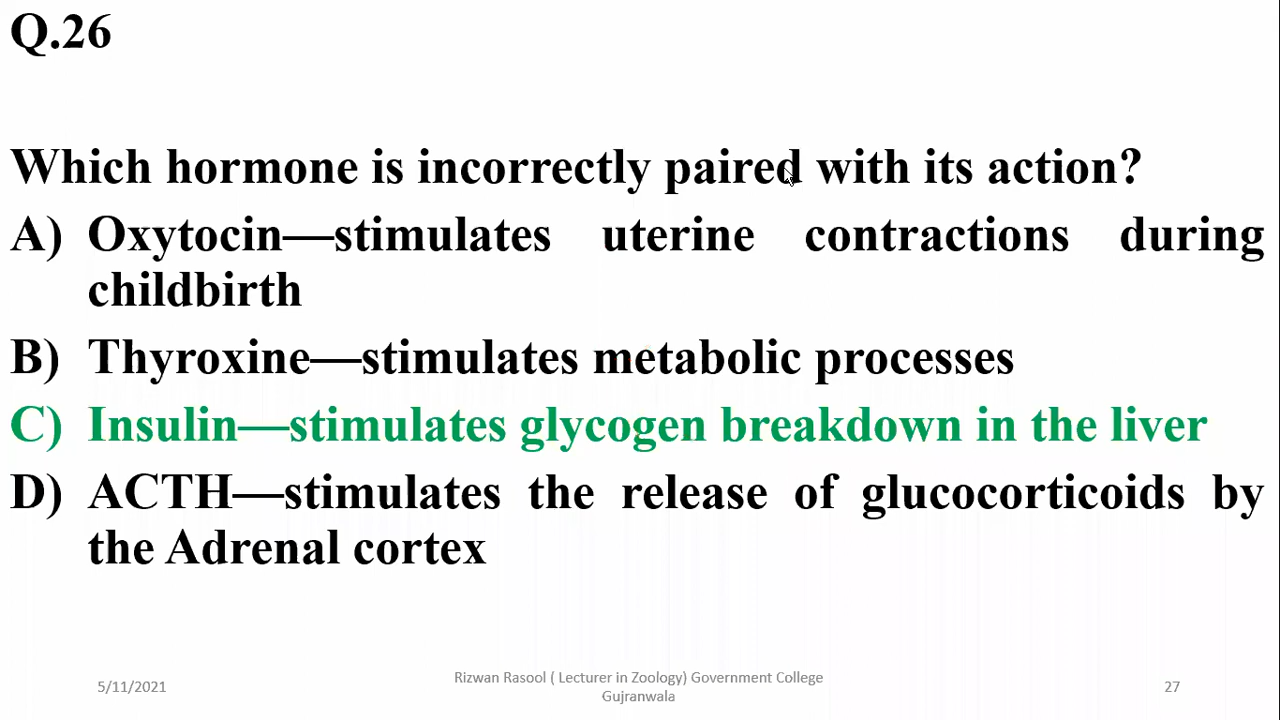 Q.26
Which hormone is incorrectly paired with its action?
A) Oxytocin—stimulates uterine contractions during
childbirth
B) Thyroxine—stimulates metabolic processes
C) Insulin—stimulates glycogen breakdown in the liver
D) ACTH—stimulates the release of glucocorticoids by
the Adrenal cortex
5/11/2021
Rizwan Rasool ( Lecturer in Zoology) Government College
Gujranwala
27